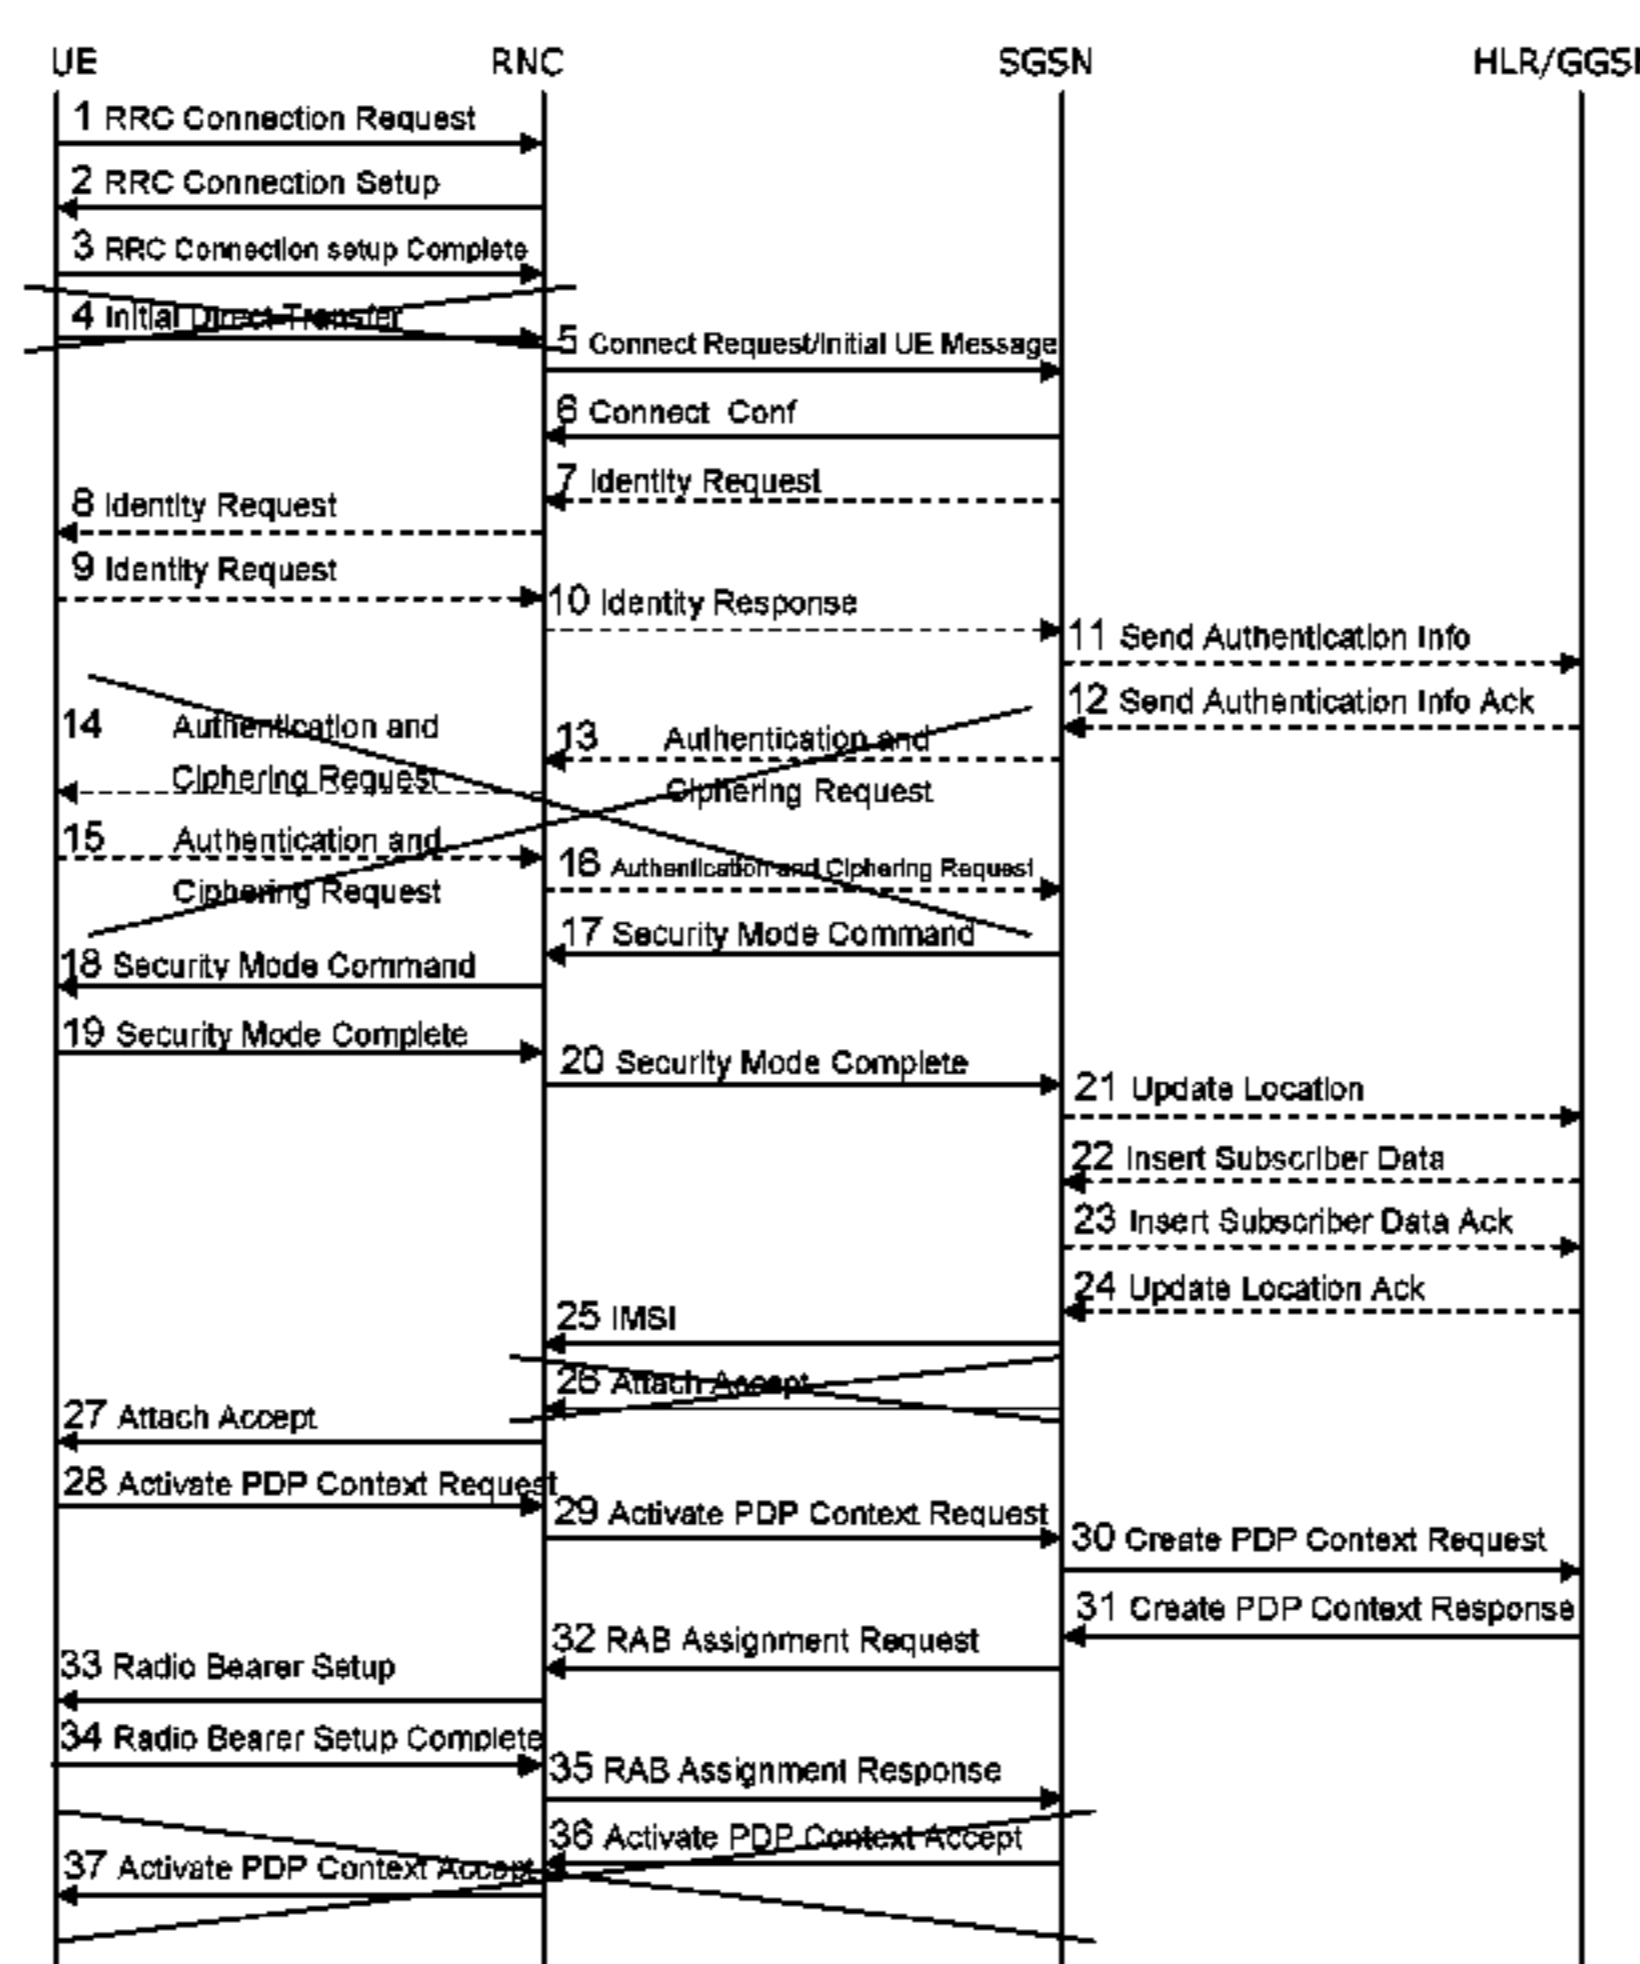 UE
RNC
SGSN
HLR/GGSN
1 RRC Connection Request
2 RRC Connection Setup
3 RRC Connection setup Complete
4 Initial Direct Transfer
5 Connect Request/Initial UE Message
6 Connect Conf
7 Identity Request
8 Identity Request
9 Identity Request
10 Identity Response
11 Send Authentication Info
12 Send Authentication Info Ack
13 Authentication and
Ciphering Request
14 Authentication and
Ciphering Request
15 Authentication and
Ciphering Request
16 Authentication and Ciphering Request
17 Security Mode Command
18 Security Mode Command
19 Security Mode Complete
20 Security Mode Complete
21 Update Location
22 Insert Subscriber Data
23 Insert Subscriber Data Ack
24 Update Location Ack
25 IMSI
26 Attach Accept
27 Attach Accept
28 Activate PDP Context Request
29 Activate PDP Context Request
30 Create PDP Context Request
31 Create PDP Context Response
32 RAB Assignment Request
33 Radio Bearer Setup
34 Radio Bearer Setup Complete
35 RAB Assignment Response
36 Activate PDP Context Accept
37 Activate PDP Context Accept